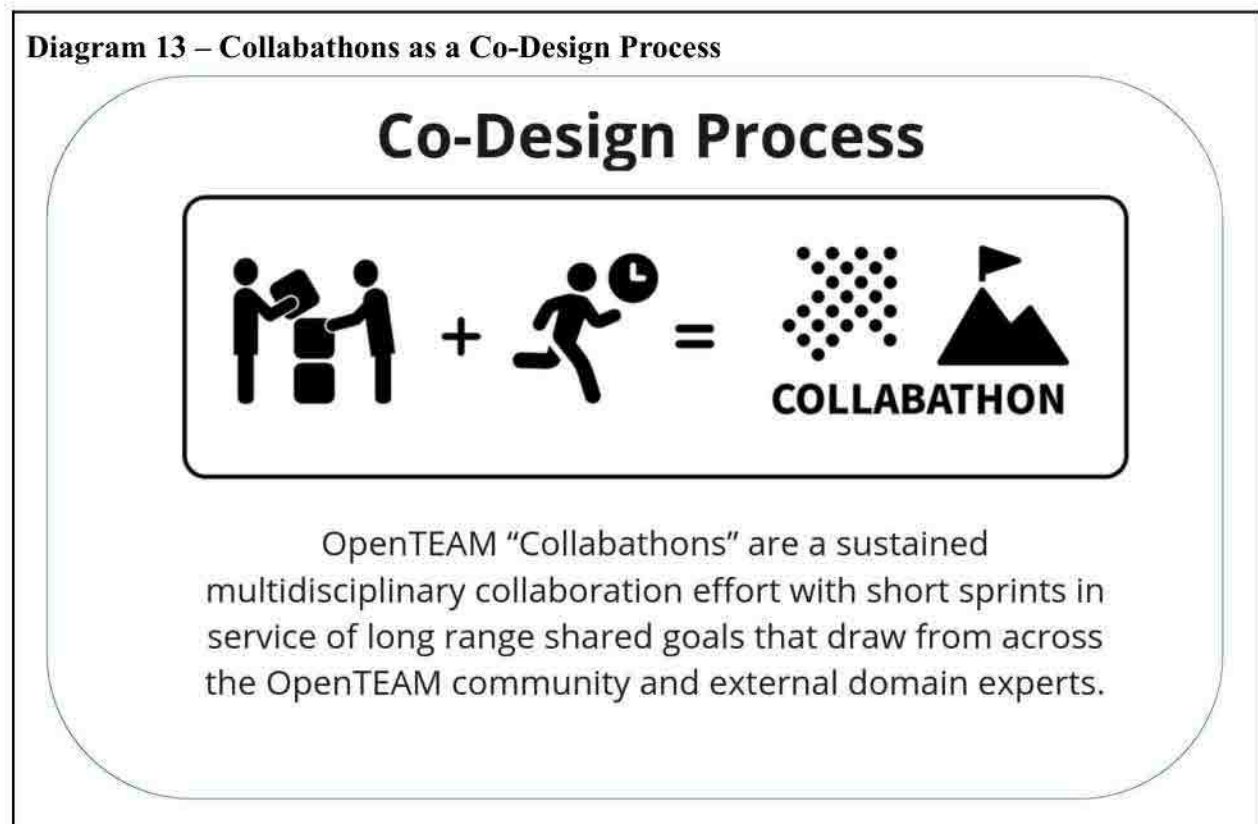 Diagram 13 – Collabathons as a Co-Design Process
Co-Design Process
+
=
COLLABATHON
OpenTEAM “Collabathons” are a sustained
multidisciplinary collaboration effort with short sprints in
service of long range shared goals that draw from across
the OpenTEAM community and external domain experts.